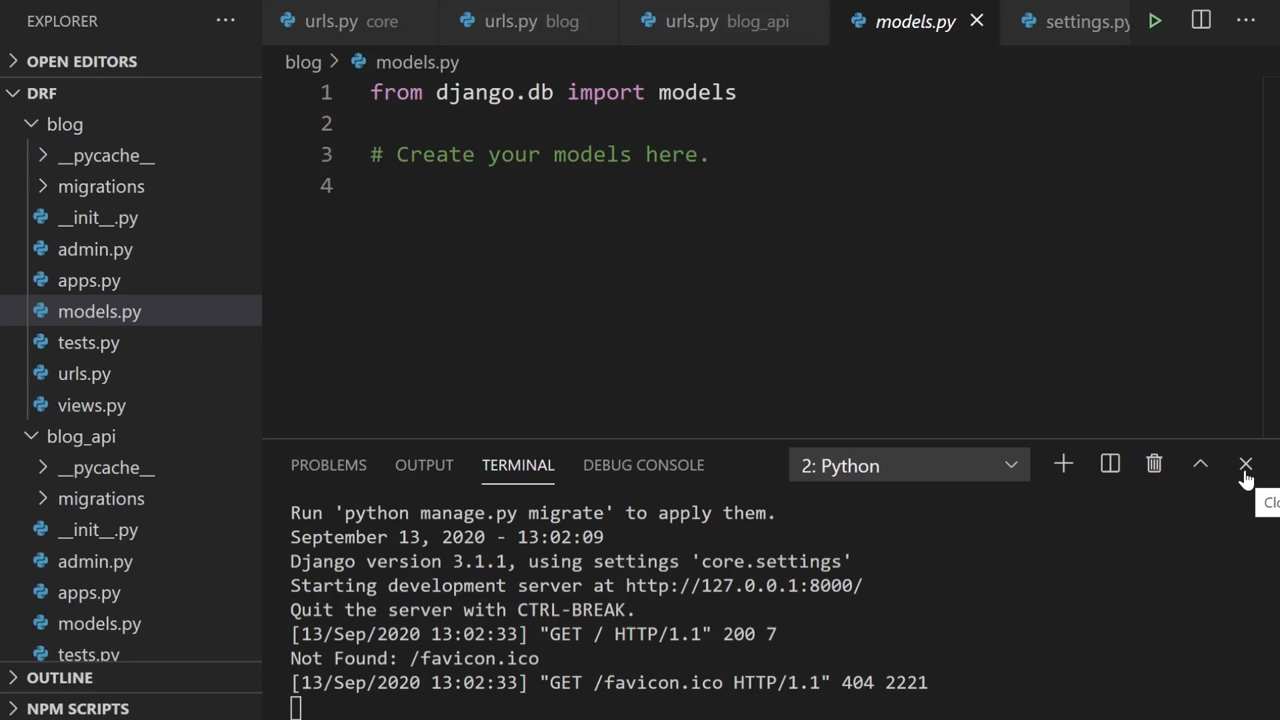 EXPLORER
urls.py core
urls.py blog
urls.py blog_api
models.py
settings.py
OPEN EDITORS
DRF
blog
__pycache__
migrations
__init__.py
admin.py
apps.py
models.py
tests.py
urls.py
views.py
blog_api
__pycache__
migrations
__init__.py
admin.py
apps.py
models.py
tests.py
OUTLINE
NPM SCRIPTS
blog > models.py
1 from django.db import models
2
3 # Create your models here.
4
PROBLEMS OUTPUT TERMINAL DEBUG CONSOLE 2: Python
Clo
Run 'python manage.py migrate' to apply them.
September 13, 2020 - 13:02:09
Django version 3.1.1, using settings 'core.settings'
Starting development server at http://127.0.0.1:8000/
Quit the server with CTRL-BREAK.
[13/Sep/2020 13:02:33] "GET / HTTP/1.1" 200 7
Not Found: /favicon.ico
[13/Sep/2020 13:02:33] "GET /favicon.ico HTTP/1.1" 404 2221